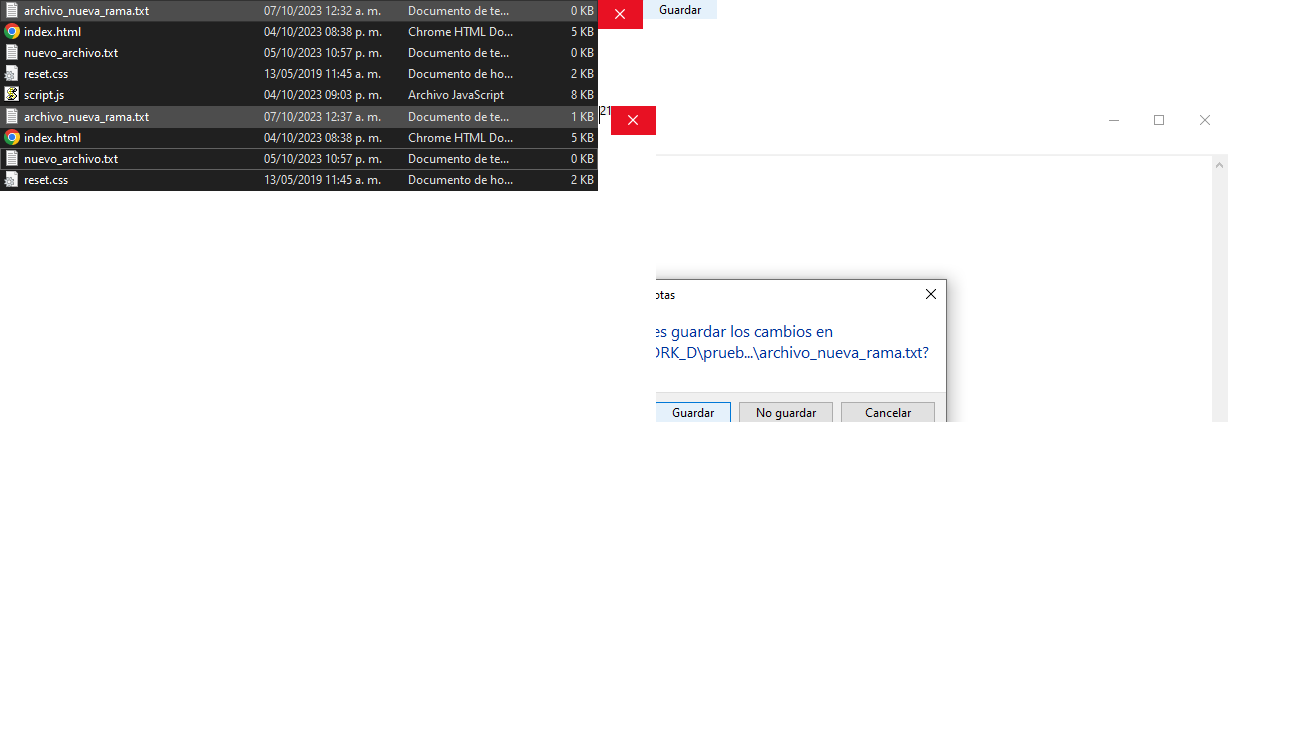 archivo_nueva_rama.txt 07/10/2023 12:32 a. m. Documento de te... 0 KB Guardar
index.html 04/10/2023 08:38 p. m. Chrome HTML Do... 5 KB
nuevo_archivo.txt 05/10/2023 10:57 p. m. Documento de te... 0 KB
reset.css 13/05/2019 11:45 a. m. Documento de ho... 2 KB
script.js 04/10/2023 09:03 p. m. Archivo JavaScript 8 KB
archivo_nueva_rama.txt 07/10/2023 12:37 a. m. Documento de te... 1 KB 21
index.html 04/10/2023 08:38 p. m. Chrome HTML Do... 5 KB
nuevo_archivo.txt 05/10/2023 10:57 p. m. Documento de te... 0 KB
reset.css 13/05/2019 11:45 a. m. Documento de ho... 2 KB
otas
es guardar los cambios en
ORK_D\prueb...\archivo_nueva_rama.txt?
Guardar No guardar Cancelar